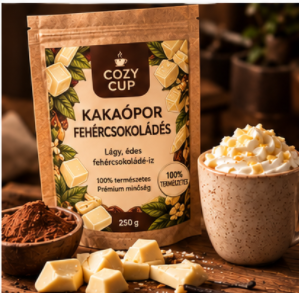 COZY
CUP
KAKAÓPOR
FEHÉRCSOKOLÁDÉS
Lágy, édes
fehércsokoládé-íz
100% természetes
Prémium minőség
100%
TERMÉSZETES
250 g